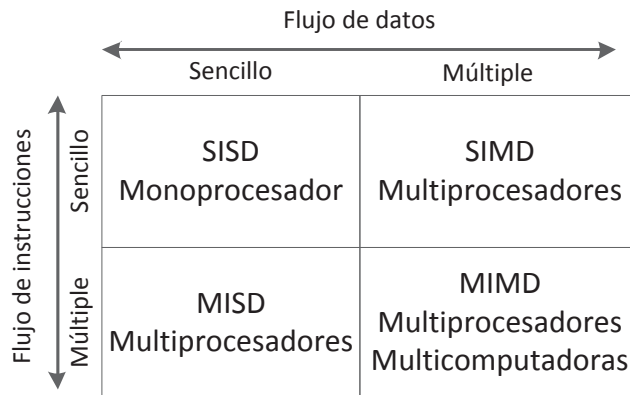 Flujo de datos
Sencillo
Múltiple
Flujo de instrucciones
Sencillo
Múltiple
SISD
Monoprocesador
SIMD
Multiprocesadores
MISD
Multiprocesadores
MIMD
Multiprocesadores
Multicomputadoras